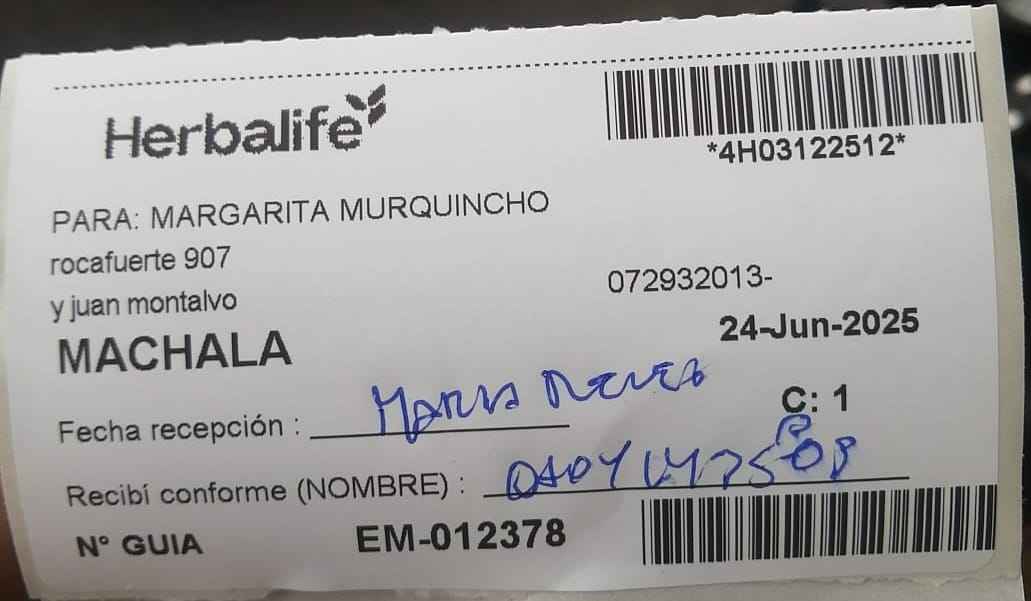 Herbalife
*4H03122512*
PARA: MARGARITA MURQUINCHO
rocafuerte 907
y juan montalvo
072932013-
MACHALA
24-Jun-2025
Fecha recepción :
C: 1
Recibí conforme (NOMBRE) :
N° GUIA
EM-012378